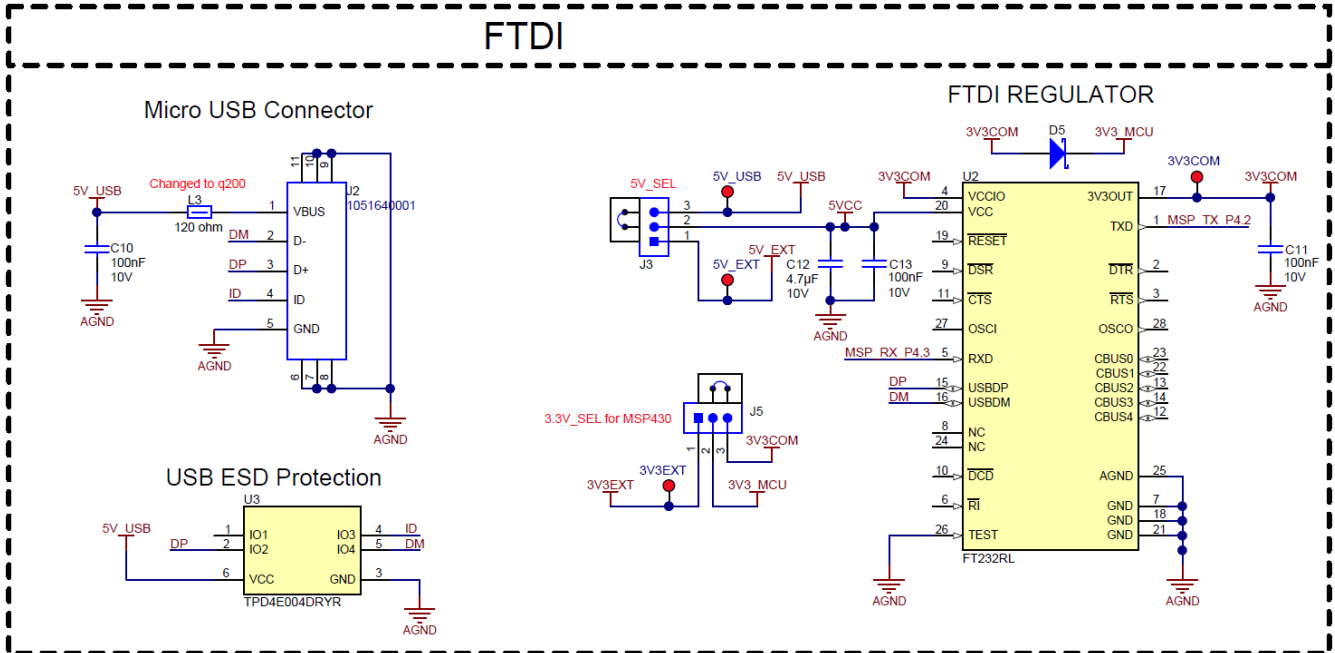 FTDI
Micro USB Connector
FTDI REGULATOR
3V3COM
D5
3V3_MCU
5V_USB
Changed to q200
L3
120 ohm
C10
100nF
10V
AGND
11
10
9
J2
1051640001
1
VBUS
DM
2
D-
DP
3
D+
ID
4
ID
5
GND
AGND
6
7
8
AGND
5V_SEL
5V_USB
5V_USB
3
2
1
J3
5V_EXT
5V_EXT
5VCC
C12
4.7µF
10V
C13
100nF
10V
AGND
3V3COM
U2
4
VCCIO
3V3OUT
17
3V3COM
3V3COM
20
VCC
TXD
1
MSP_TX_P4.2
19
RESET
9
DSR
DTR
2
C11
100nF
10V
AGND
11
CTS
RTS
3
27
OSCI
OSCO
28
MSP_RX_P4.3
5
RXD
CBUS0
23
CBUS1
22
DP
15
USBDP
CBUS2
13
DM
16
USBDM
CBUS3
14
CBUS4
12
8
NC
24
NC
10
DCD
AGND
25
6
RI
GND
7
GND
18
26
TEST
GND
21
FT232RL
AGND
AGND
3.3V_SEL for MSP430
J5
1
2
3
3V3COM
3V3EXT
3V3EXT
3V3_MCU
USB ESD Protection
U3
5V_USB
1
IO1
IO3
4
ID
DP
2
IO2
IO4
5
DM
6
VCC
GND
3
TPD4E004DRYR
AGND